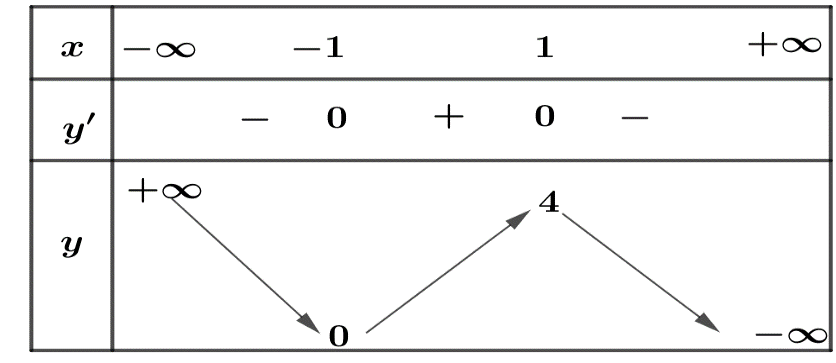 x −∞ −1 1 +∞
y′ − 0 + 0 −
+∞ 4
y
0 −∞